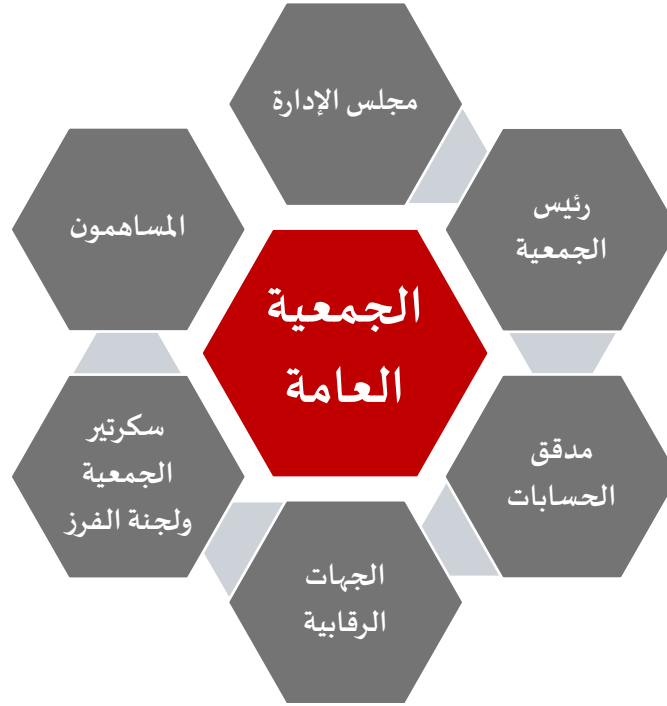 مجلس الإدارة
رئيس
الجمعية
المساهمون
الجمعية
العامة
مدقق
الحسابات
سكرتير
الجمعية
ولجنة الفرز
الجهات
الرقابية